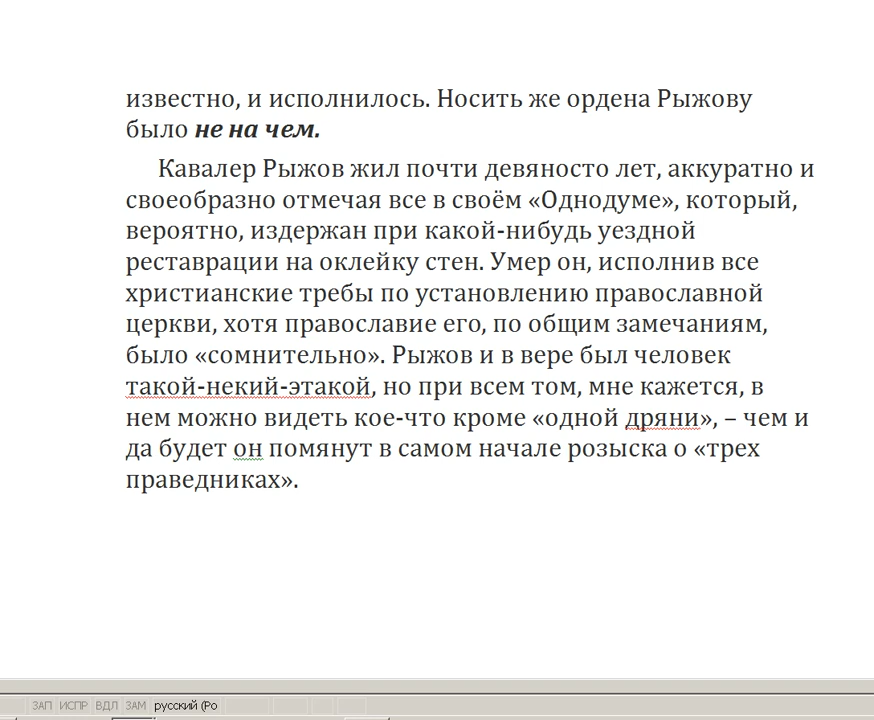 известно, и исполнилось. Носить же ордена Рыжову
было не на чем.
Кавалер Рыжов жил почти девяносто лет, аккуратно и
своеобразно отмечая все в своём «Однодуме», который,
вероятно, издержан при какой-нибудь уездной
реставрации на оклейку стен. Умер он, исполнив все
христианские требы по установлению православной
церкви, хотя православие его, по общим замечаниям,
было «сомнительно». Рыжов и в вере был человек
такой-некий-этакой, но при всем том, мне кажется, в
нем можно видеть кое-что кроме «одной дряни», – чем и
да будет он помянут в самом начале розыска о «трех
праведниках».
ЗАП ИСПР ВДЛ ЗАМ русский (Ро